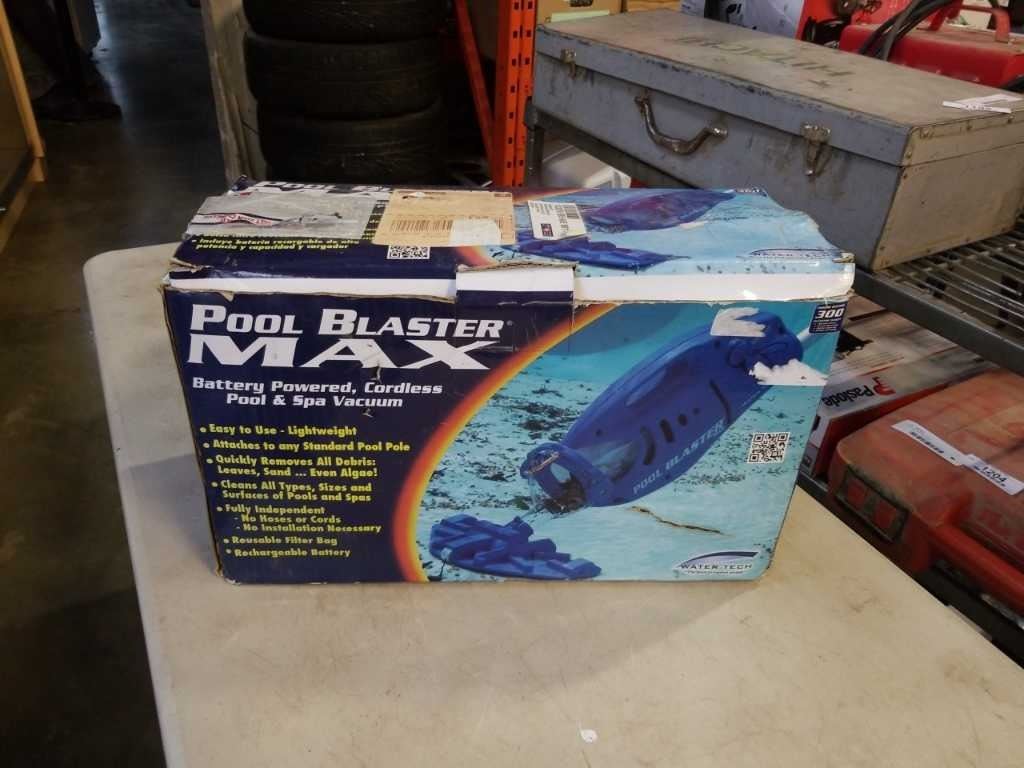 HITACHI
• Incluye batería recargable de alta
potencia y capacidad y cargador
WATER TECH
POOL BLASTER®
MAX
Battery Powered, Cordless
Pool & Spa Vacuum
• Easy to Use - Lightweight
• Attaches to any Standard Pool Pole
• Quickly Removes All Debris:
Leaves, Sand ... Even Algae!
• Cleans All Types, Sizes and
Surfaces of Pools and Spas
• Fully Independent
- No Hoses or Cords
- No Installation Necessary
• Reusable Filter Bag
• Rechargeable Battery
300
POOL BLASTER
WATER TECH
Paslode